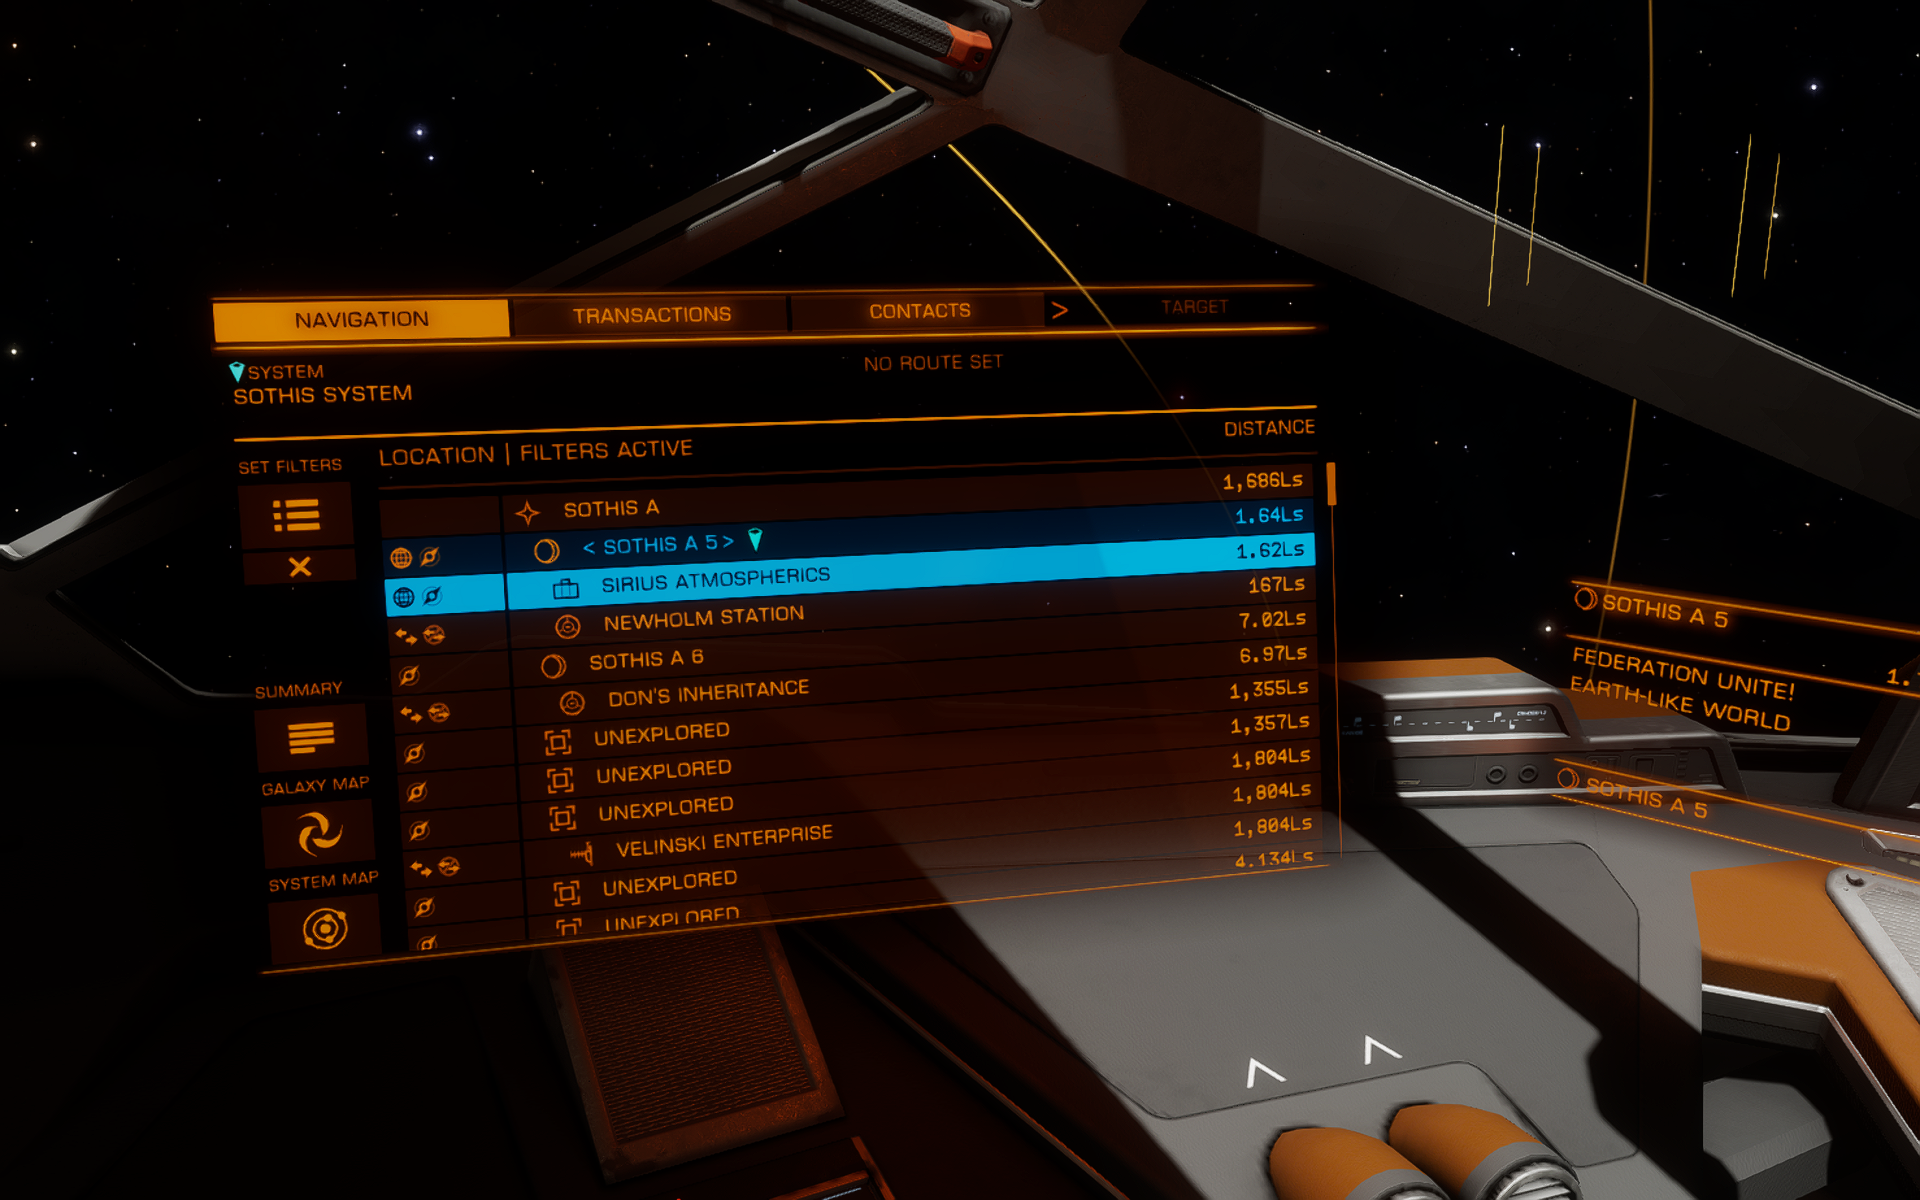 NAVIGATION
TRANSACTIONS
CONTACTS
>
TARGET
SYSTEM
SOTHIS SYSTEM
NO ROUTE SET
SET FILTERS
LOCATION | FILTERS ACTIVE
DISTANCE
SOTHIS A 1,686Ls
< SOTHIS A 5 > 1.64Ls
SIRIUS ATMOSPHERICS 1.62Ls
NEWHOLM STATION 167Ls
SOTHIS A 6 7.02Ls
DON'S INHERITANCE 6.97Ls
UNEXPLORED 1,355Ls
UNEXPLORED 1,357Ls
UNEXPLORED 1,804Ls
VELINSKI ENTERPRISE 1,804Ls
UNEXPLORED 1,804Ls
UNEXPLORED 4,134Ls
SUMMARY
GALAXY MAP
SYSTEM MAP
SOTHIS A 5
FEDERATION UNITE!
EARTH-LIKE WORLD
SOTHIS A 5